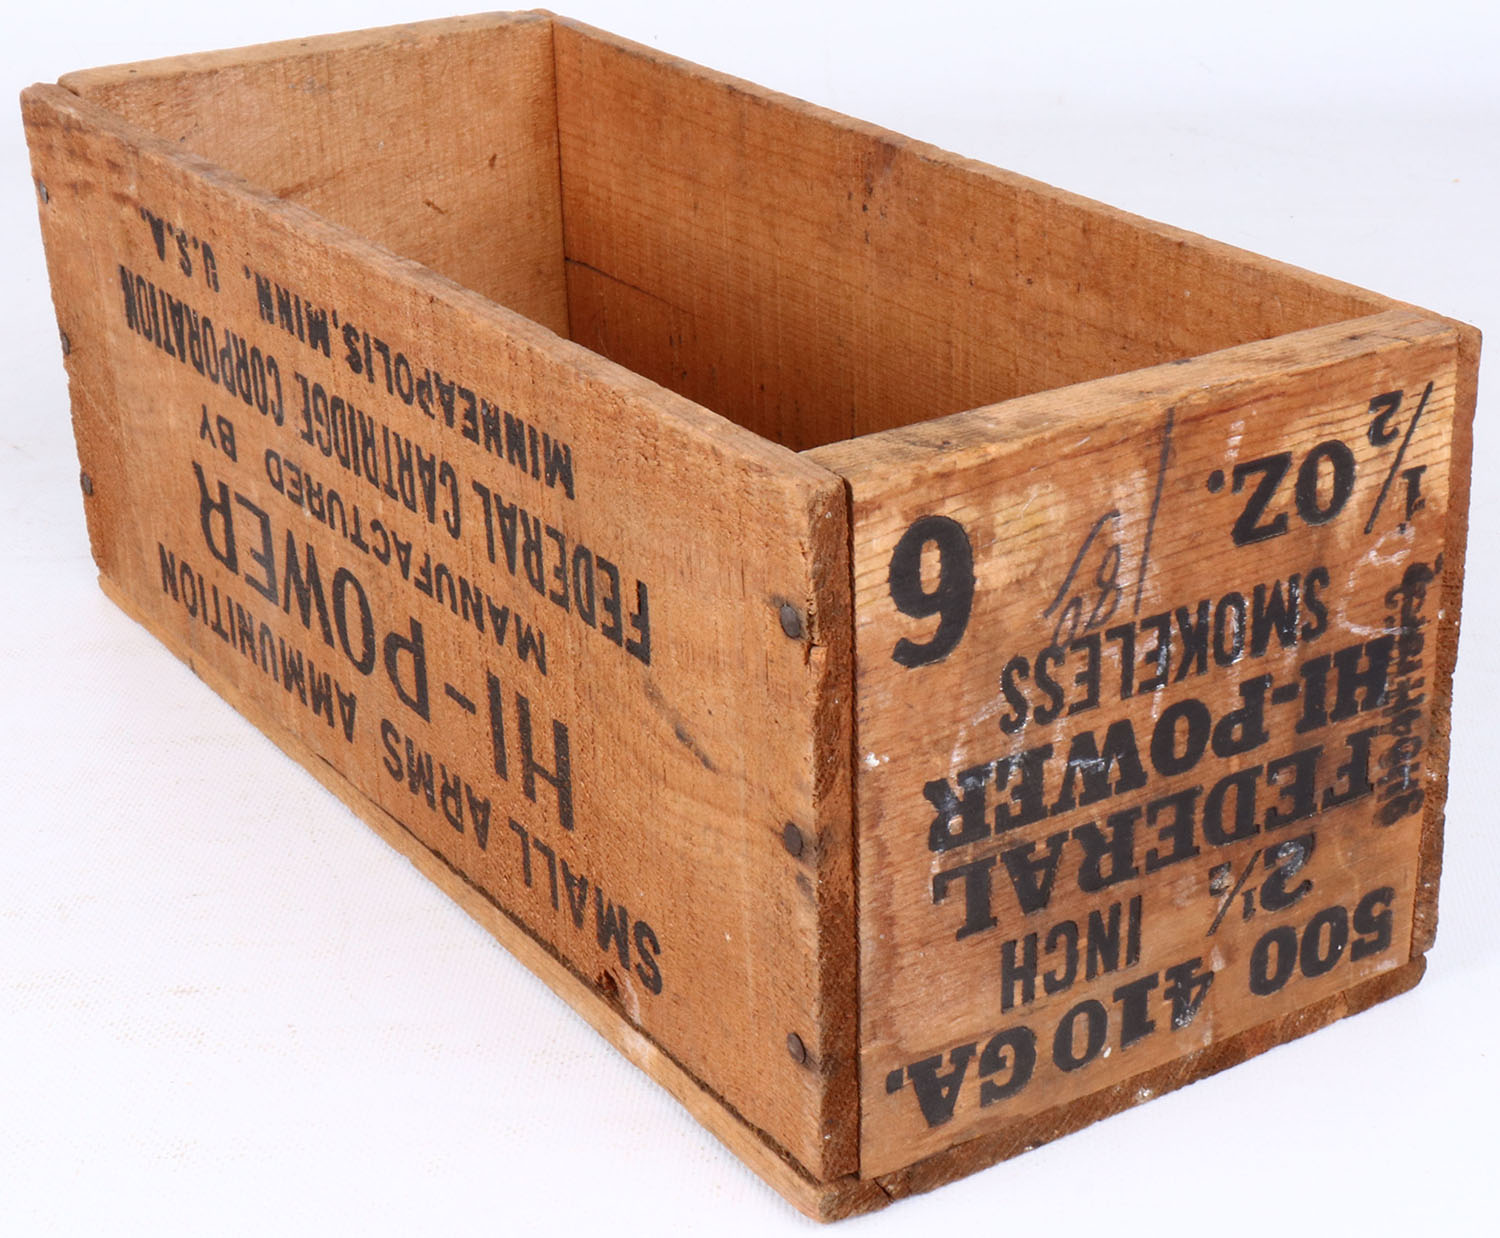 SMALL ARMS AMMUNITION
HI-POWER
MANUFACTURED BY
FEDERAL CARTRIDGE CORPORATION
MINNEAPOLIS, MINN. U.S.A.
500 410 GA.
2½ INCH
FEDERAL
HI-POWER
SMOKELESS
1/2 OZ. 6